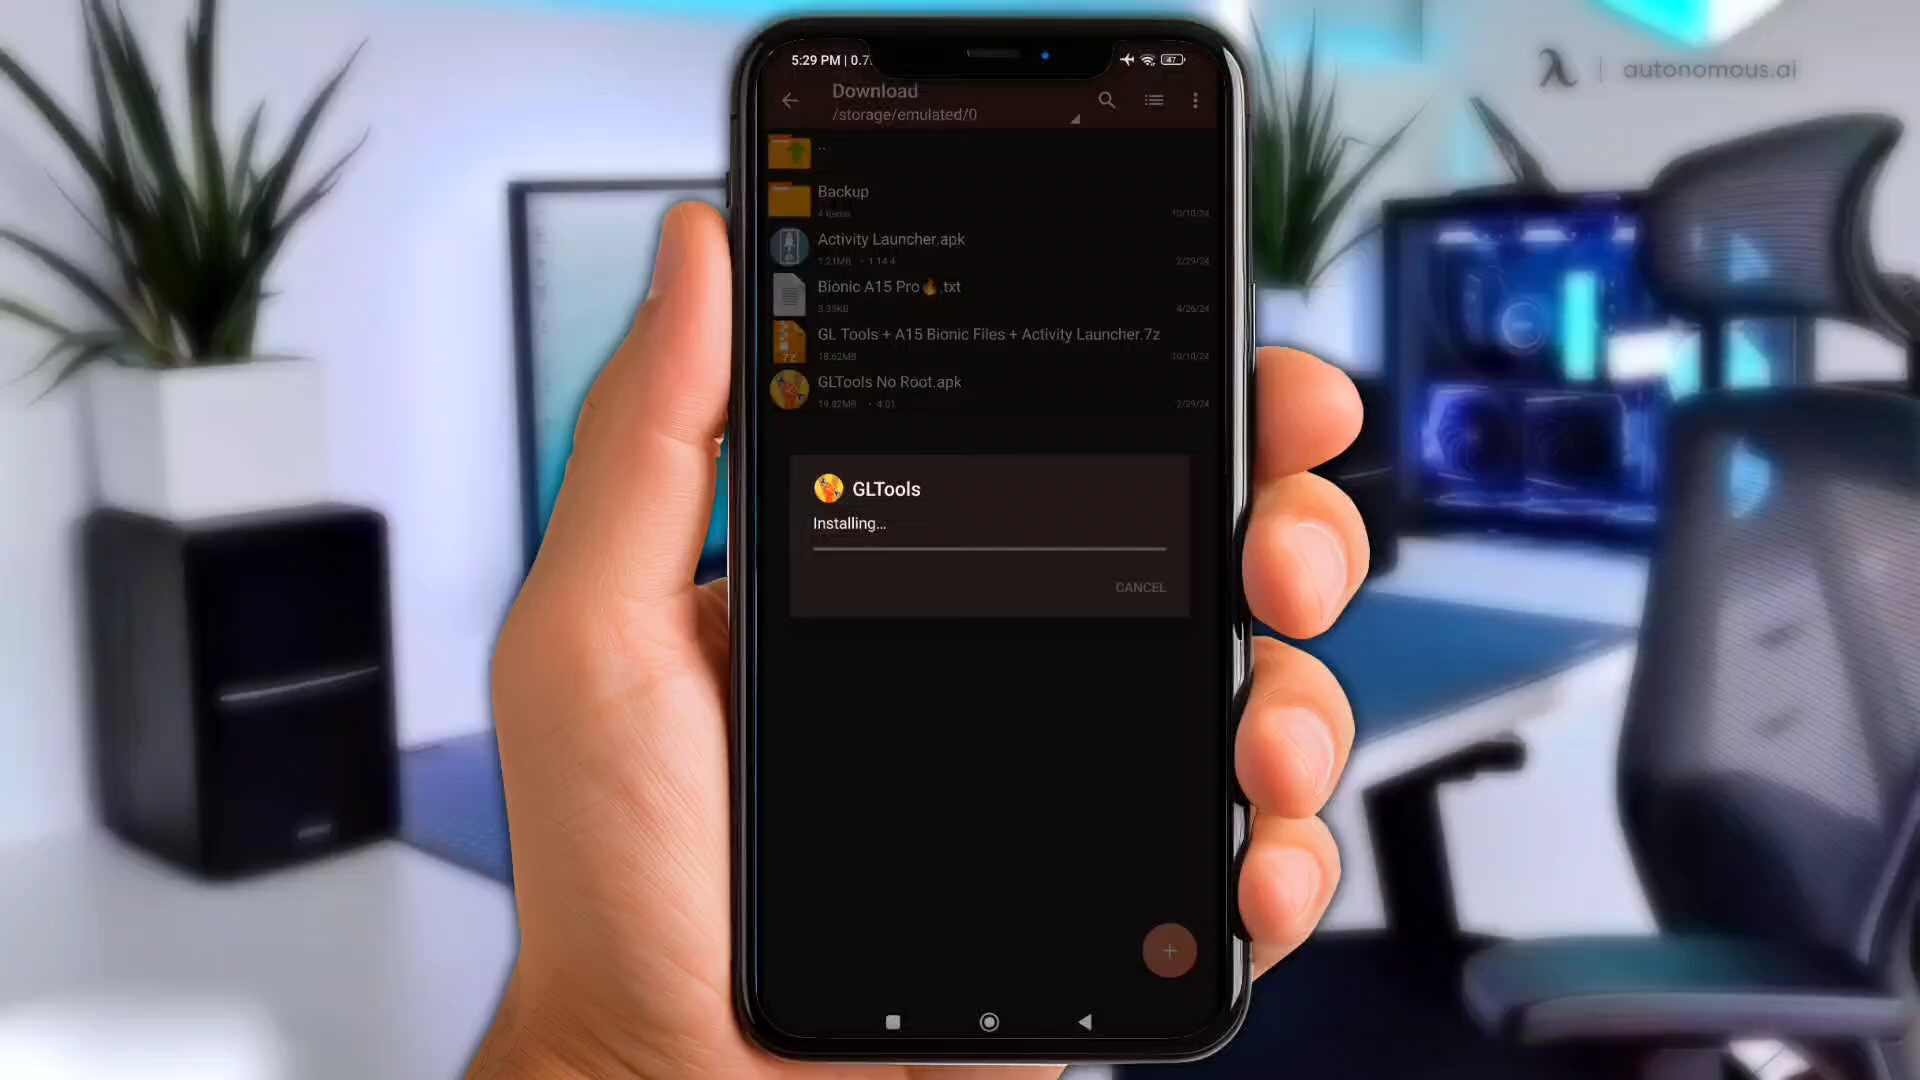 autonomous.ai
5:29 PM | 0.7
47
Download
/storage/emulated/0
..
Backup
4 items
10/10/24
Activity Launcher.apk
1.21MB · 1.14.4
2/29/24
Bionic A15 Pro🔥.txt
3.35KB
4/26/24
GL Tools + A15 Bionic Files + Activity Launcher.7z
18.62MB
10/10/24
7z
GLTools No Root.apk
19.82MB · 4.01
2/29/24
GLTools
Installing...
CANCEL